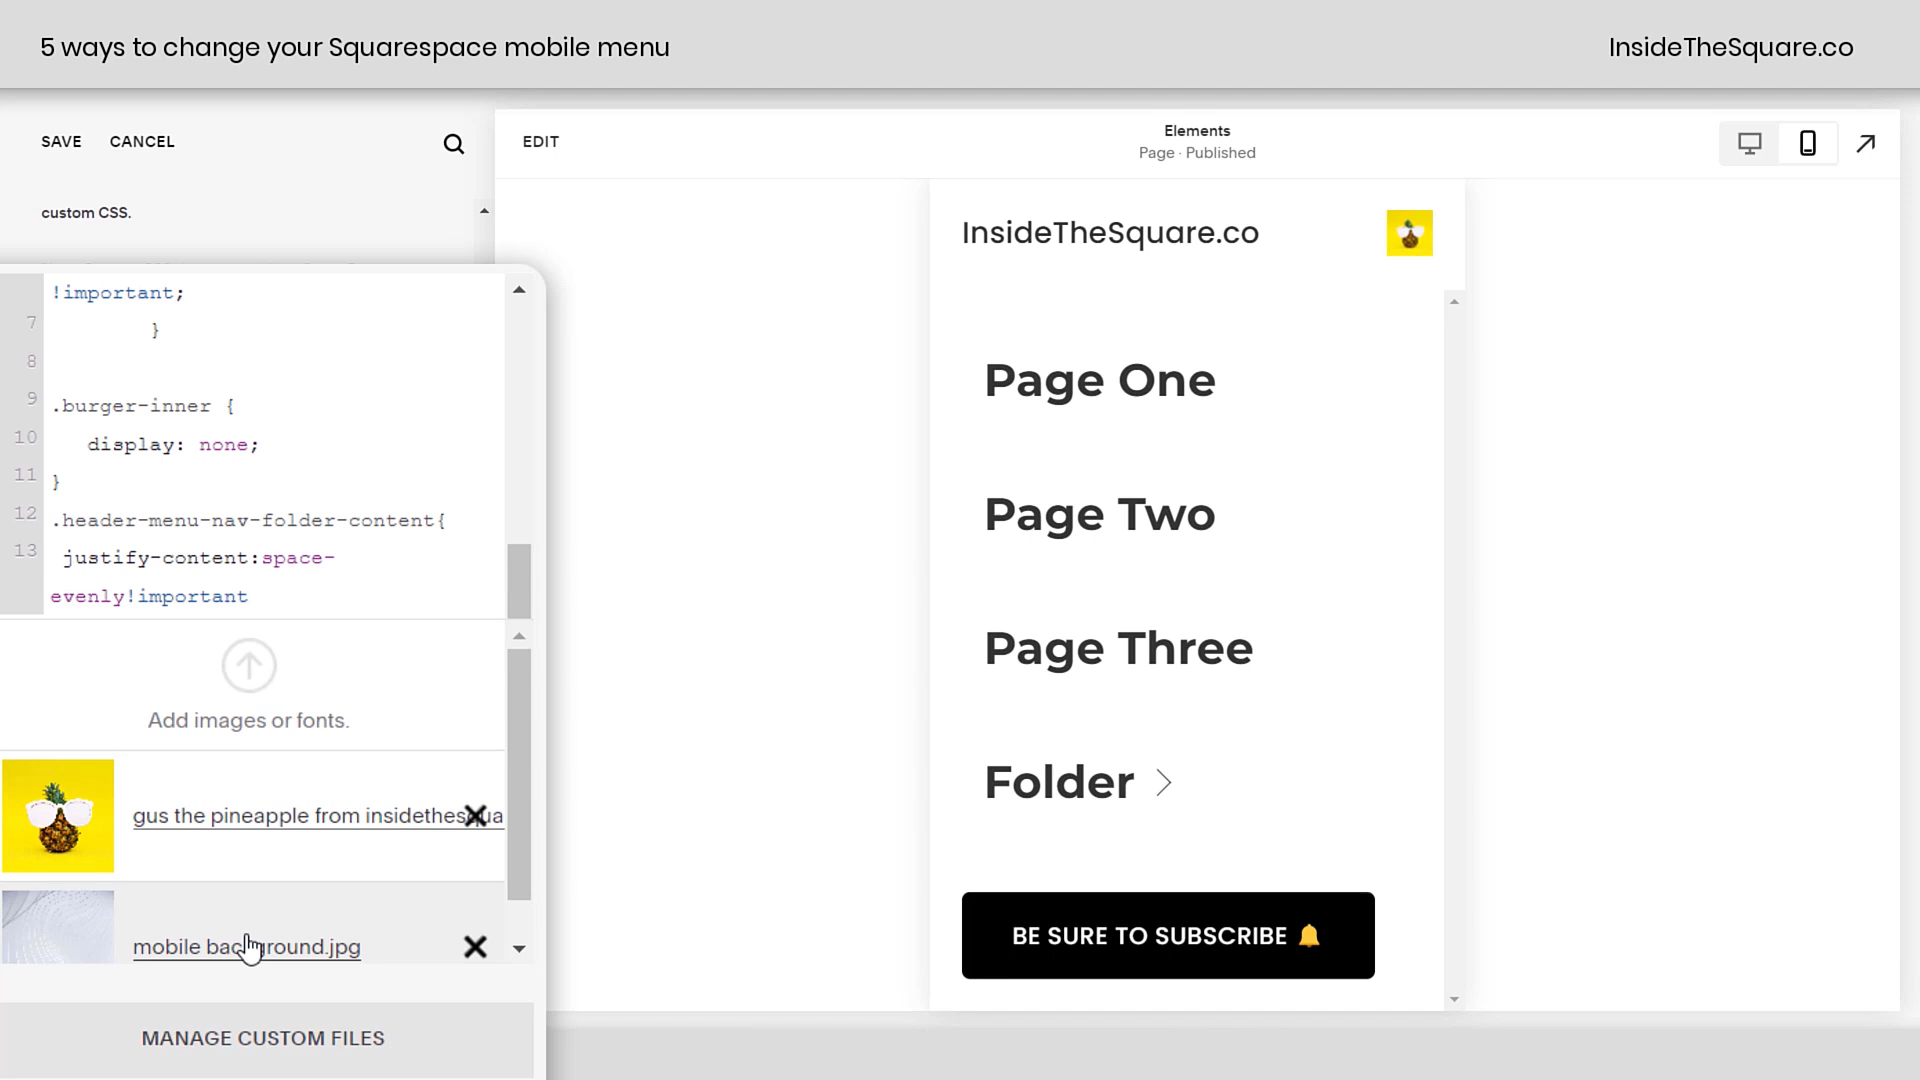 5 ways to change your Squarespace mobile menu
InsideTheSquare.co
SAVE CANCEL
EDIT
Elements
Page · Published
custom CSS.
InsideTheSquare.co
!important;
7 }
8
9 .burger-inner {
10 display: none;
11 }
12 .header-menu-nav-folder-content{
13 justify-content:space-
evenly!important
Add images or fonts.
gus the pineapple from insidethesqua
mobile background.jpg
MANAGE CUSTOM FILES
Page One
Page Two
Page Three
Folder
BE SURE TO SUBSCRIBE 🔔